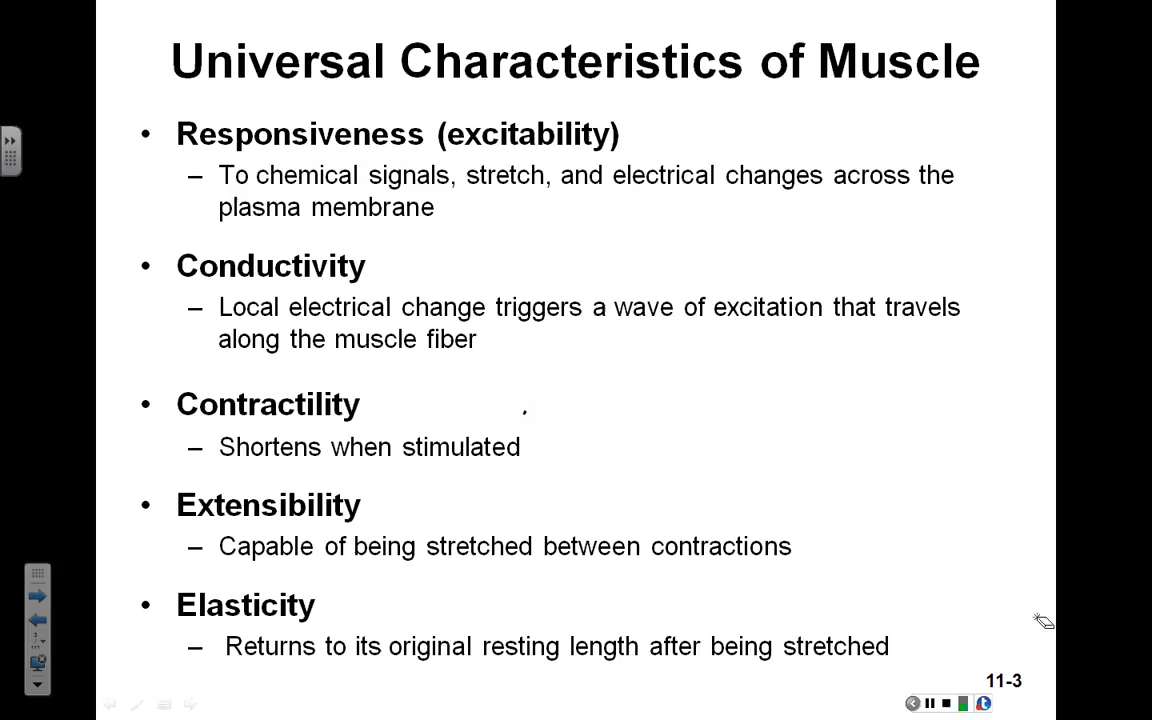 Universal Characteristics of Muscle
• Responsiveness (excitability)
– To chemical signals, stretch, and electrical changes across the
plasma membrane
• Conductivity
– Local electrical change triggers a wave of excitation that travels
along the muscle fiber
• Contractility
– Shortens when stimulated
• Extensibility
– Capable of being stretched between contractions
• Elasticity
– Returns to its original resting length after being stretched
11-3